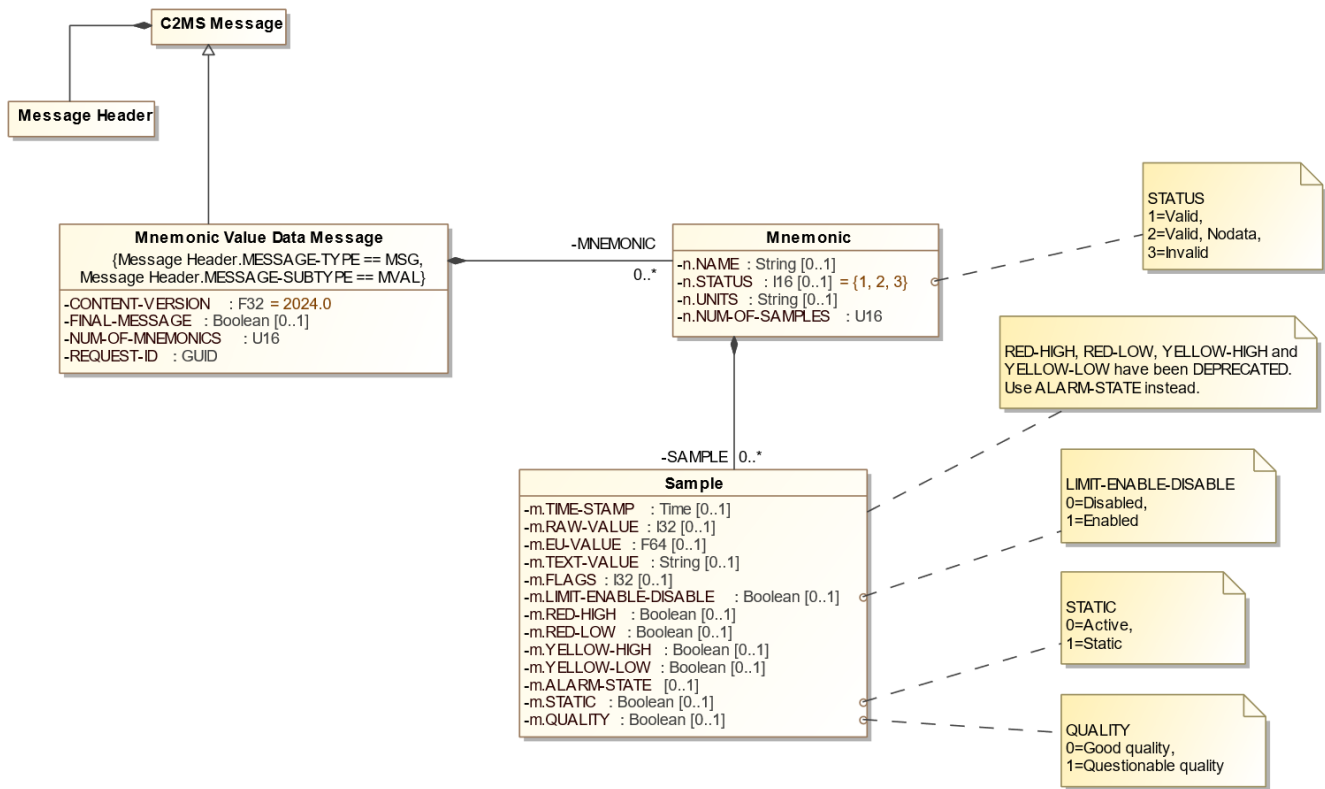 C2MS Message
Message Header
Mnemonic Value Data Message
{Message Header.MESSAGE-TYPE == MSG,
Message Header.MESSAGE-SUBTYPE == MVAL}
-CONTENT-VERSION : F32 = 2024.0
-FINAL-MESSAGE : Boolean [0..1]
-NUM-OF-MNEMONICS : U16
-REQUEST-ID : GUID
-MNEMONIC
0..*
Mnemonic
-n.NAME : String [0..1]
-n.STATUS : I16 [0..1] = {1, 2, 3}
-n.UNITS : String [0..1]
-n.NUM-OF-SAMPLES : U16
STATUS
1=Valid,
2=Valid, Nodata,
3=Invalid
RED-HIGH, RED-LOW, YELLOW-HIGH and
YELLOW-LOW have been DEPRECATED.
Use ALARM-STATE instead.
-SAMPLE 0..*
Sample
-m.TIME-STAMP : Time [0..1]
-m.RAW-VALUE : I32 [0..1]
-m.EU-VALUE : F64 [0..1]
-m.TEXT-VALUE : String [0..1]
-m.FLAGS : I32 [0..1]
-m.LIMIT-ENABLE-DISABLE : Boolean [0..1]
-m.RED-HIGH : Boolean [0..1]
-m.RED-LOW : Boolean [0..1]
-m.YELLOW-HIGH : Boolean [0..1]
-m.YELLOW-LOW : Boolean [0..1]
-m.ALARM-STATE [0..1]
-m.STATIC : Boolean [0..1]
-m.QUALITY : Boolean [0..1]
LIMIT-ENABLE-DISABLE
0=Disabled,
1=Enabled
STATIC
0=Active,
1=Static
QUALITY
0=Good quality,
1=Questionable quality